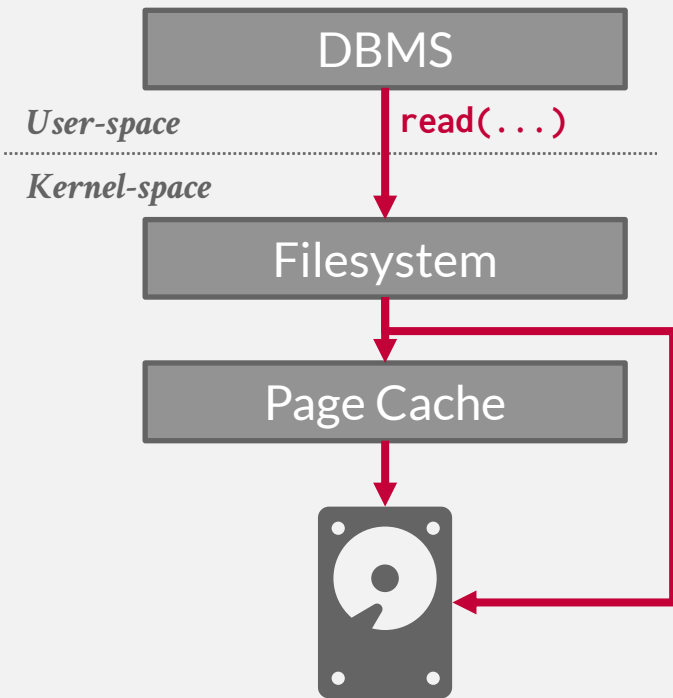 DBMS
User-space
read(...)
Kernel-space
Filesystem
Page Cache